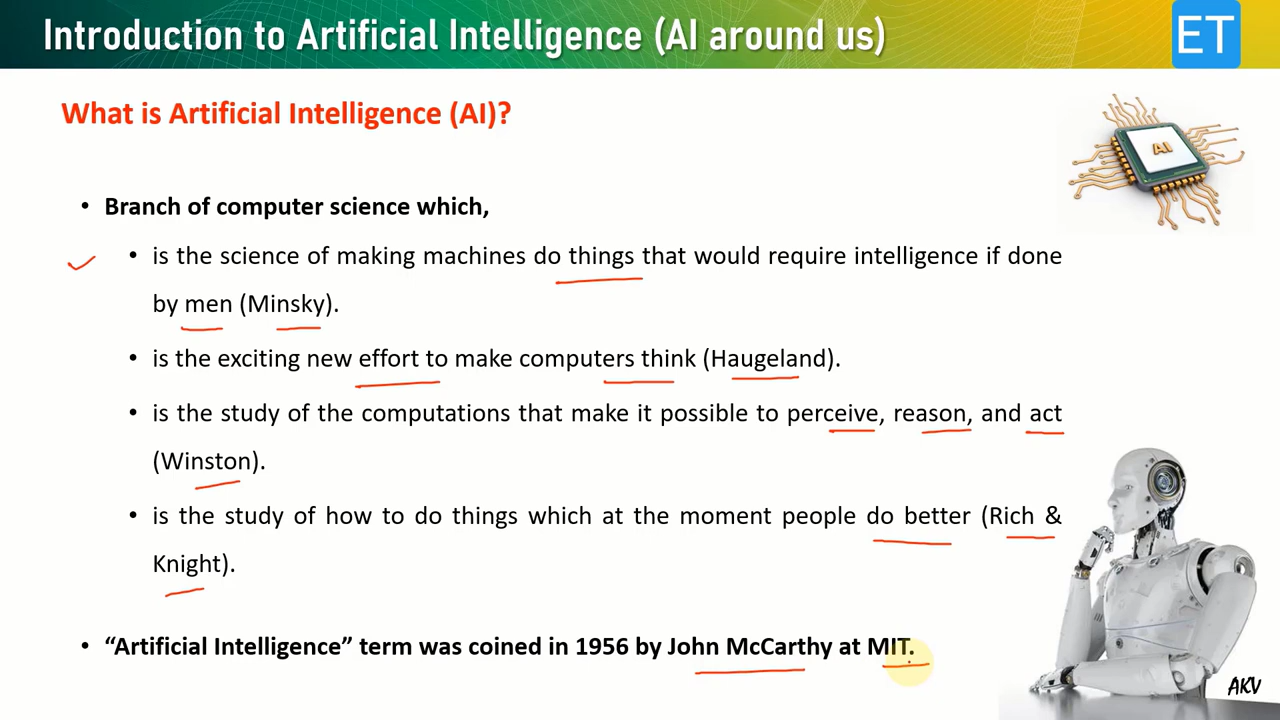 Introduction to Artificial Intelligence (AI around us)
ET
What is Artificial Intelligence (AI)?
AI
• Branch of computer science which,
• is the science of making machines do things that would require intelligence if done
by men (Minsky).
• is the exciting new effort to make computers think (Haugeland).
• is the study of the computations that make it possible to perceive, reason, and act
(Winston).
• is the study of how to do things which at the moment people do better (Rich &
Knight).
• “Artificial Intelligence” term was coined in 1956 by John McCarthy at MIT.
AKV